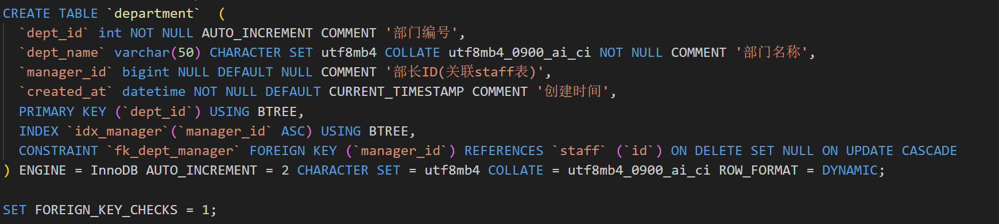 CREATE TABLE `department`  (
  `dept_id` int NOT NULL AUTO_INCREMENT COMMENT '部门编号',
  `dept_name` varchar(50) CHARACTER SET utf8mb4 COLLATE utf8mb4_0900_ai_ci NOT NULL COMMENT '部门名称',
  `manager_id` bigint NULL DEFAULT NULL COMMENT '部长ID(关联staff表)',
  `created_at` datetime NOT NULL DEFAULT CURRENT_TIMESTAMP COMMENT '创建时间',
  PRIMARY KEY (`dept_id`) USING BTREE,
  INDEX `idx_manager`(`manager_id` ASC) USING BTREE,
  CONSTRAINT `fk_dept_manager` FOREIGN KEY (`manager_id`) REFERENCES `staff` (`id`) ON DELETE SET NULL ON UPDATE CASCADE
) ENGINE = InnoDB AUTO_INCREMENT = 2 CHARACTER SET = utf8mb4 COLLATE = utf8mb4_0900_ai_ci ROW_FORMAT = DYNAMIC;
SET FOREIGN_KEY_CHECKS = 1;